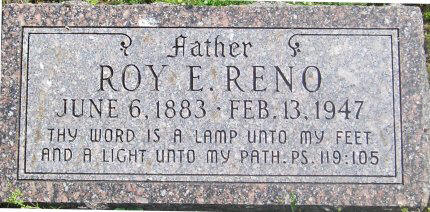 Father
ROY E. RENO
JUNE 6, 1883 · FEB. 13, 1947
THY WORD IS A LAMP UNTO MY FEET
AND A LIGHT UNTO MY PATH. PS. 119:105